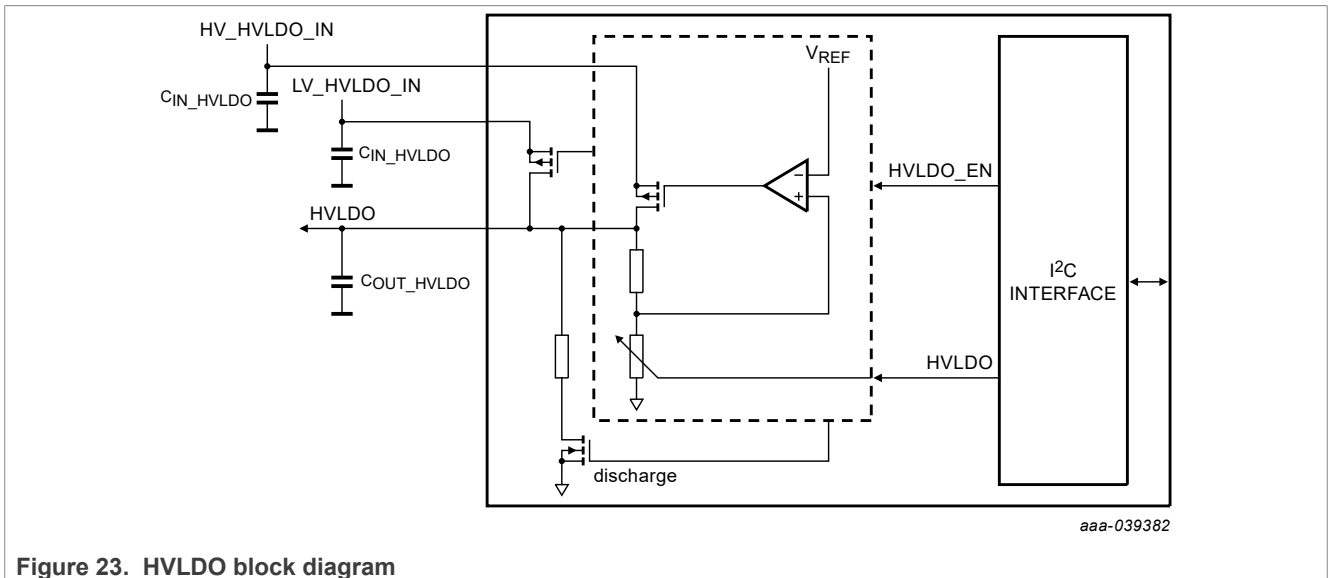 HV_HVLDO_IN
VREF
LV_HVLDO_IN
CIN_HVLDO
CIN_HVLDO
HVLDO_EN
HVLDO
COUT_HVLDO
I2C
INTERFACE
HVLDO
discharge
−
+
aaa-039382
Figure 23. HVLDO block diagram